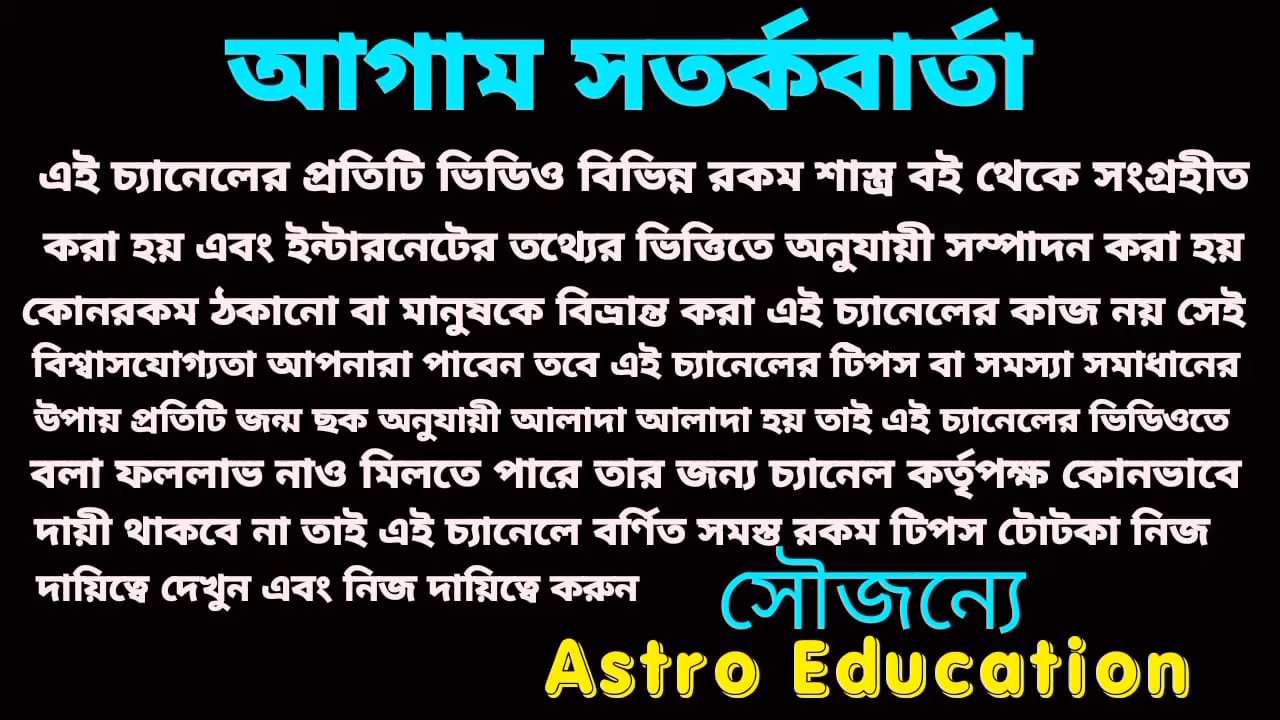 আগাম সতর্কবার্তা
এই চ্যানেলের প্রতিটি ভিডিও বিভিন্ন রকম শাস্ত্র বই থেকে সংগ্রহীত
করা হয় এবং ইন্টারনেটের তথ্যের ভিত্তিতে অনুযায়ী সম্পাদন করা হয়
কোনরকম ঠকানো বা মানুষকে বিভ্রান্ত করা এই চ্যানেলের কাজ নয় সেই
বিশ্বাসযোগ্যতা আপনারা পাবেন তবে এই চ্যানেলের টিপস বা সমস্যা সমাধানের
উপায় প্রতিটি জন্ম ছক অনুযায়ী আলাদা আলাদা হয় তাই এই চ্যানেলের ভিডিওতে
বলা ফললাভ নাও মিলতে পারে তার জন্য চ্যানেল কর্তৃপক্ষ কোনভাবে
দায়ী থাকবে না তাই এই চ্যানেলে বর্ণিত সমস্ত রকম টিপস টোটকা নিজ
দায়িত্বে দেখুন এবং নিজ দায়িত্বে করুন
সৌজন্যে
Astro Education